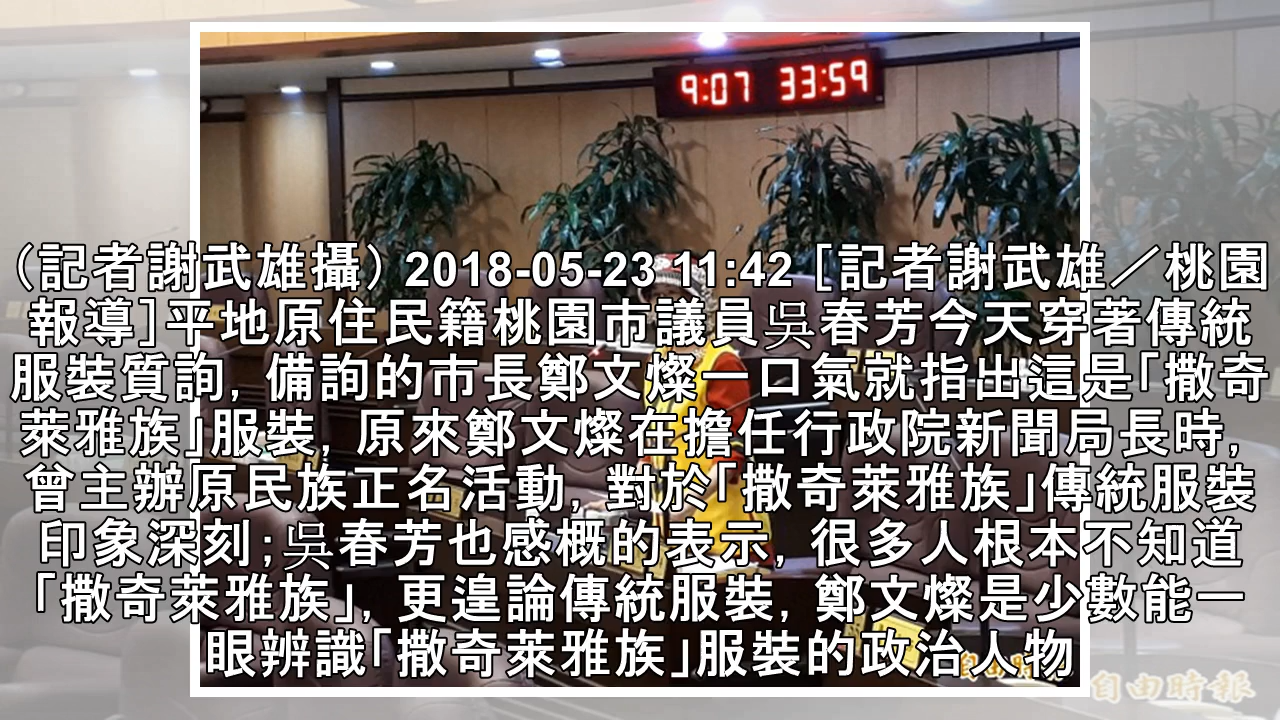 9:07 33:59
(記者謝武雄攝) 2018-05-23 11:42 [記者謝武雄／桃園
報導]平地原住民籍桃園市議員吳春芳今天穿著傳統
服裝質詢, 備詢的市長鄭文燦一口氣就指出這是「撒奇
萊雅族」服裝, 原來鄭文燦在擔任行政院新聞局長時,
曾主辦原民族正名活動, 對於「撒奇萊雅族」傳統服裝
印象深刻;吳春芳也感概的表示, 很多人根本不知道
「撒奇萊雅族」, 更遑論傳統服裝, 鄭文燦是少數能一
眼辨識「撒奇萊雅族」服裝的政治人物
自由時報
自由時報